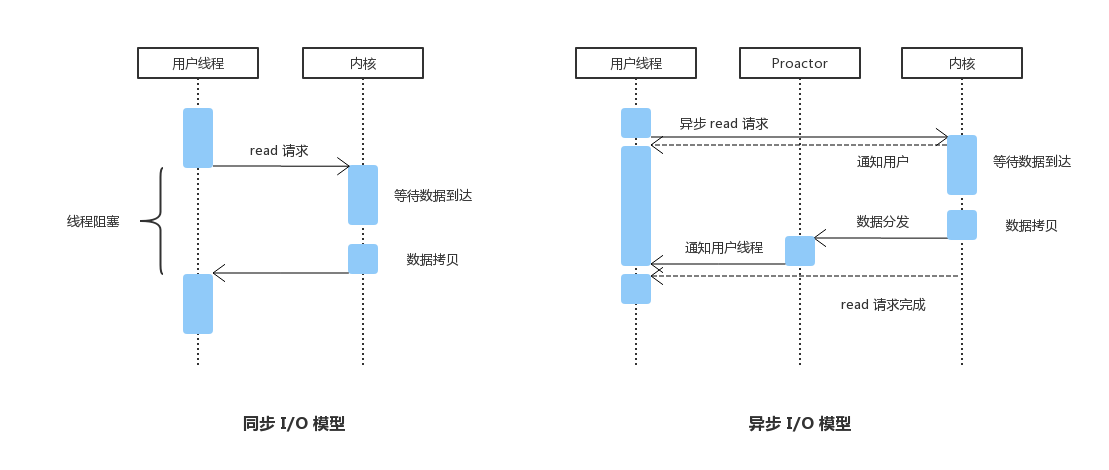 用户线程
内核
read 请求
等待数据到达
线程阻塞
数据拷贝
同步 I/O 模型
用户线程
Proactor
内核
异步 read 请求
通知用户
等待数据到达
数据分发
数据拷贝
通知用户线程
read 请求完成
异步 I/O 模型